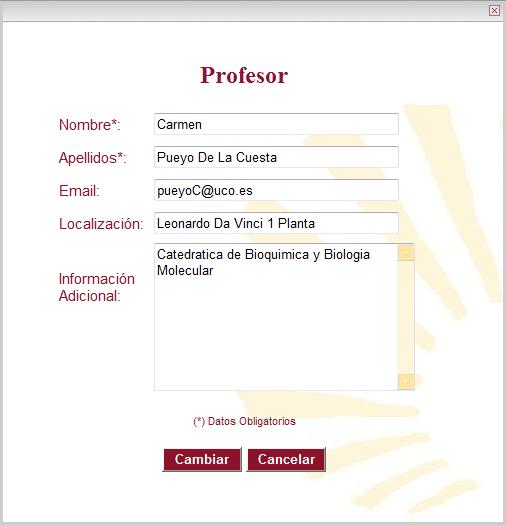 Profesor
Nombre*: Carmen
Apellidos*: Pueyo De La Cuesta
Email: pueyoC@uco.es
Localización: Leonardo Da Vinci 1 Planta
Información Adicional: Catedratica de Bioquimica y Biologia
Molecular
(*) Datos Obligatorios
Cambiar Cancelar